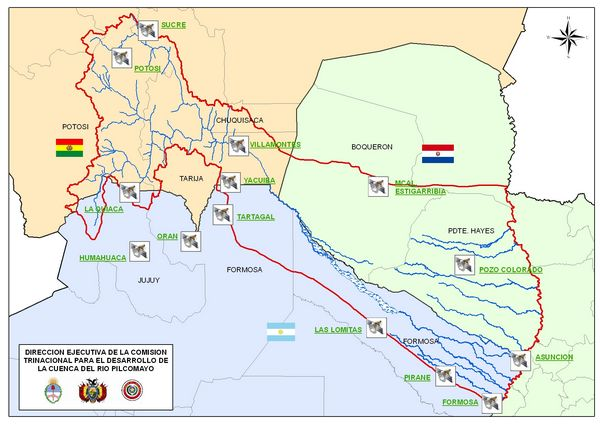 SUCRE
POTOSI
CHUQUISACA
POTOSI
VILLAMONTES
BOQUERON
TARIJA
YACUIBA
MCAL.
ESTIGARRIBIA
LA QUIACA
TARTAGAL
PDTE. HAYES
ORAN
HUMAHUACA
FORMOSA
POZO COLORADO
JUJUY
LAS LOMITAS
FORMOSA
ASUNCION
PIRANE
FORMOSA
DIRECCION EJECUTIVA DE LA COMISION
TRINACIONAL PARA EL DESARROLLO DE
LA CUENCA DEL RIO PILCOMAYO